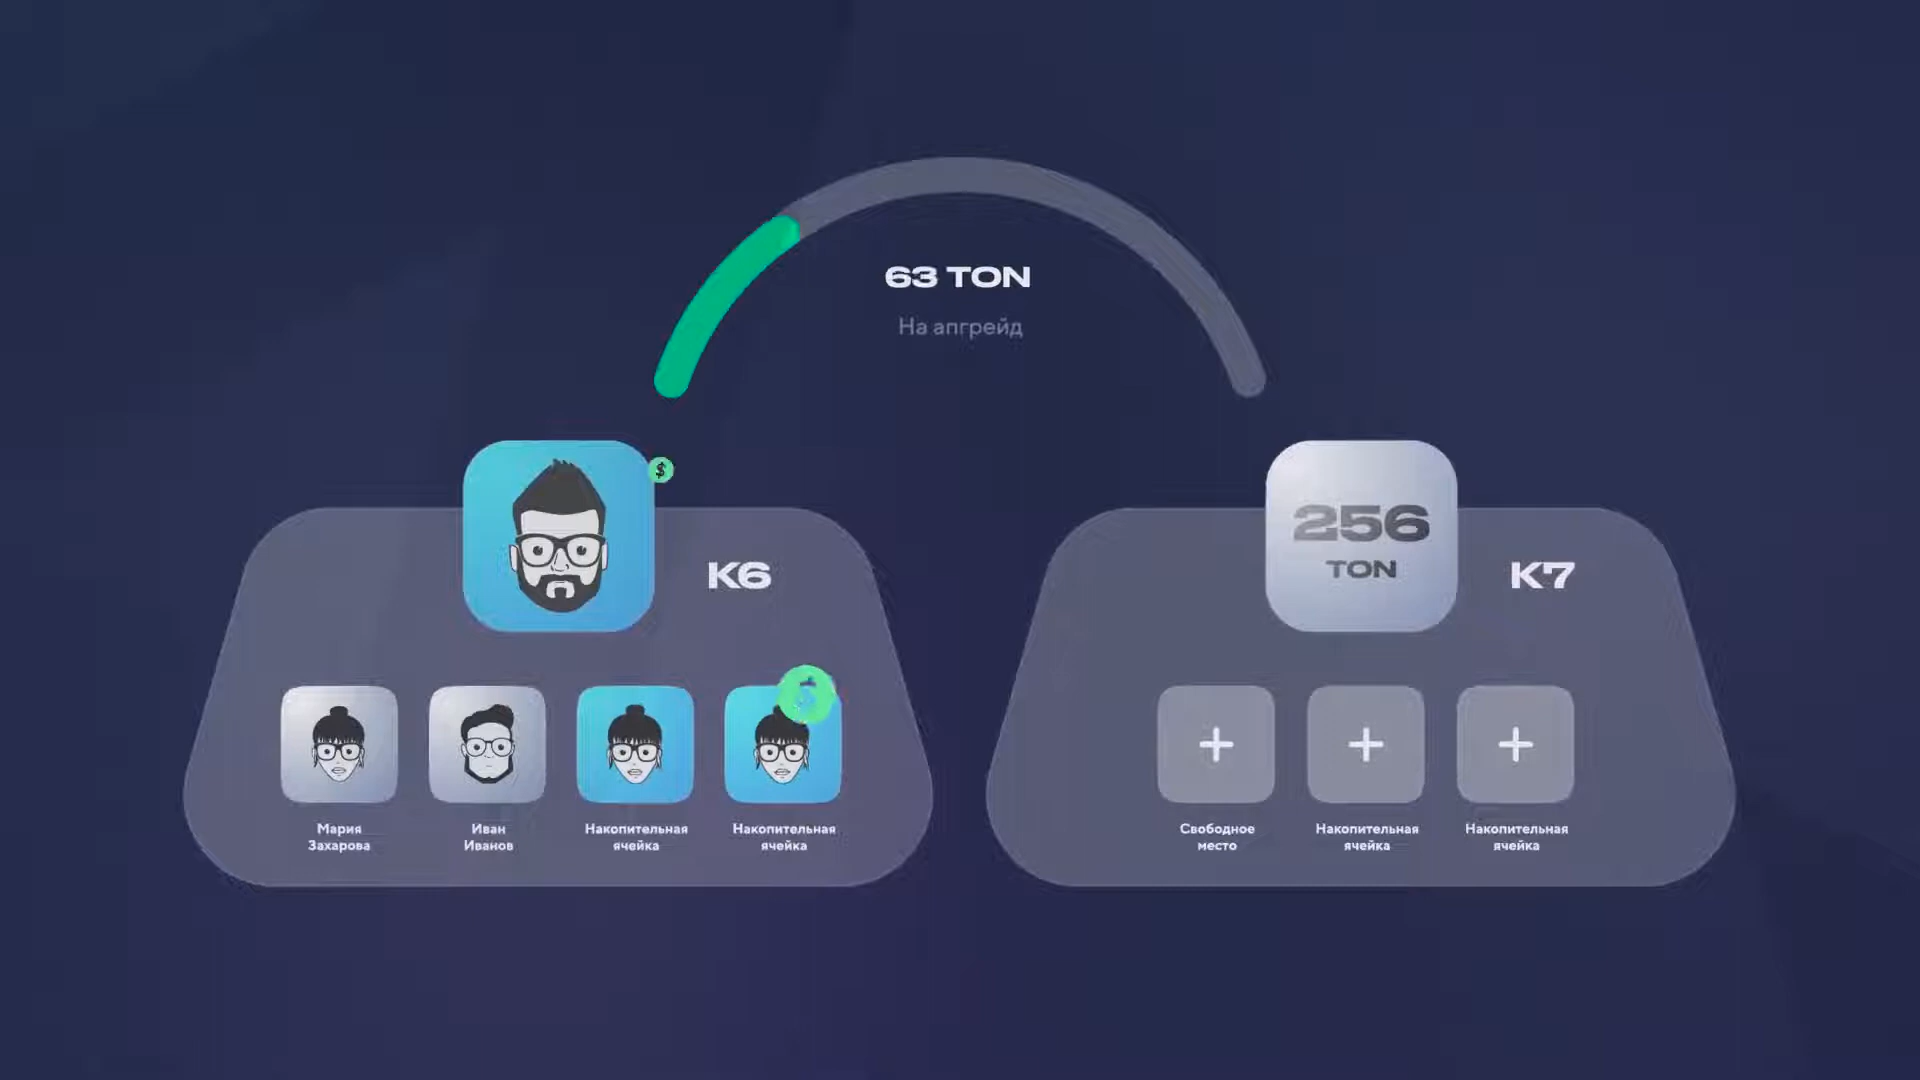 63 TON
На апгрейд
K6
256
TON
K7
Мария
Захарова
Иван
Иванов
Накопительная
ячейка
Накопительная
ячейка
Свободное
место
Накопительная
ячейка
Накопительная
ячейка